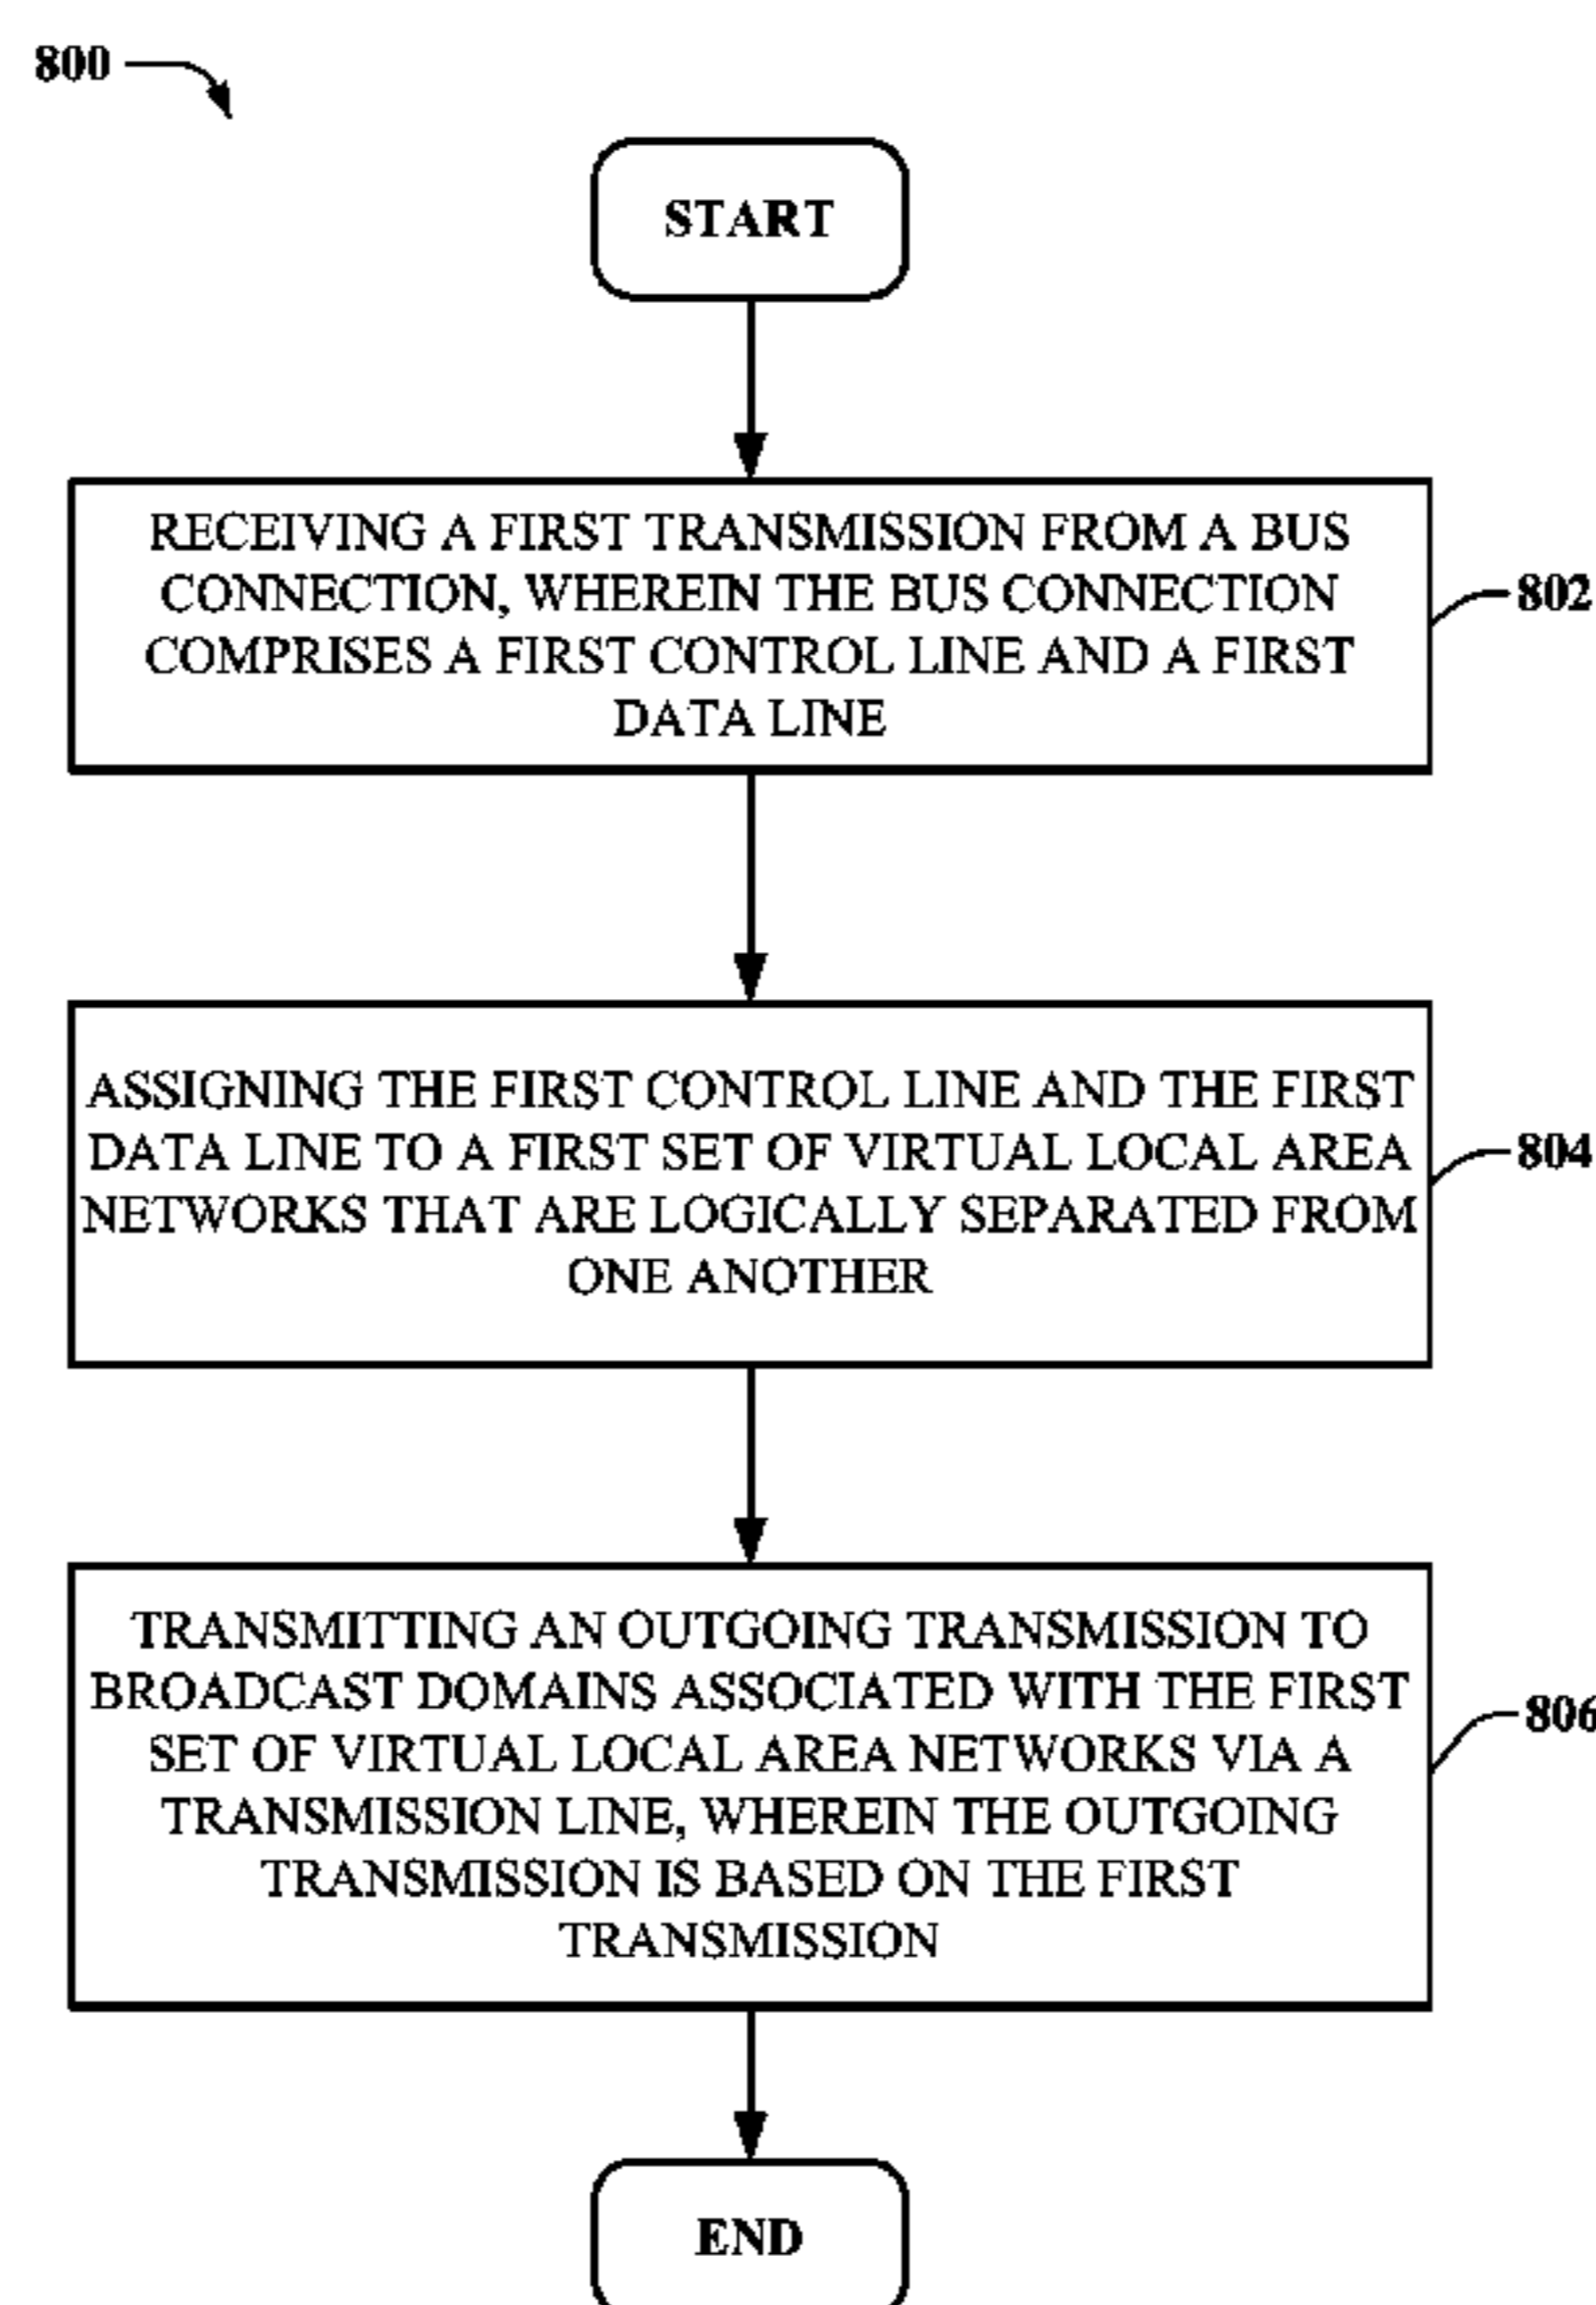 800
START
RECEIVING A FIRST TRANSMISSION FROM A BUS
CONNECTION, WHEREIN THE BUS CONNECTION
COMPRISES A FIRST CONTROL LINE AND A FIRST
DATA LINE
802
ASSIGNING THE FIRST CONTROL LINE AND THE FIRST
DATA LINE TO A FIRST SET OF VIRTUAL LOCAL AREA
NETWORKS THAT ARE LOGICALLY SEPARATED FROM
ONE ANOTHER
804
TRANSMITTING AN OUTGOING TRANSMISSION TO
BROADCAST DOMAINS ASSOCIATED WITH THE FIRST
SET OF VIRTUAL LOCAL AREA NETWORKS VIA A
TRANSMISSION LINE, WHEREIN THE OUTGOING
TRANSMISSION IS BASED ON THE FIRST
TRANSMISSION
806
END